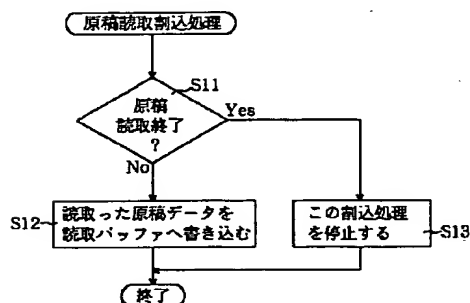 原稿読取割込処理
S11
原稿
読取終了
?
Yes
No
S12
読取った原稿データを
読取バッファへ書き込む
この割込処理
を停止する
S13
終了